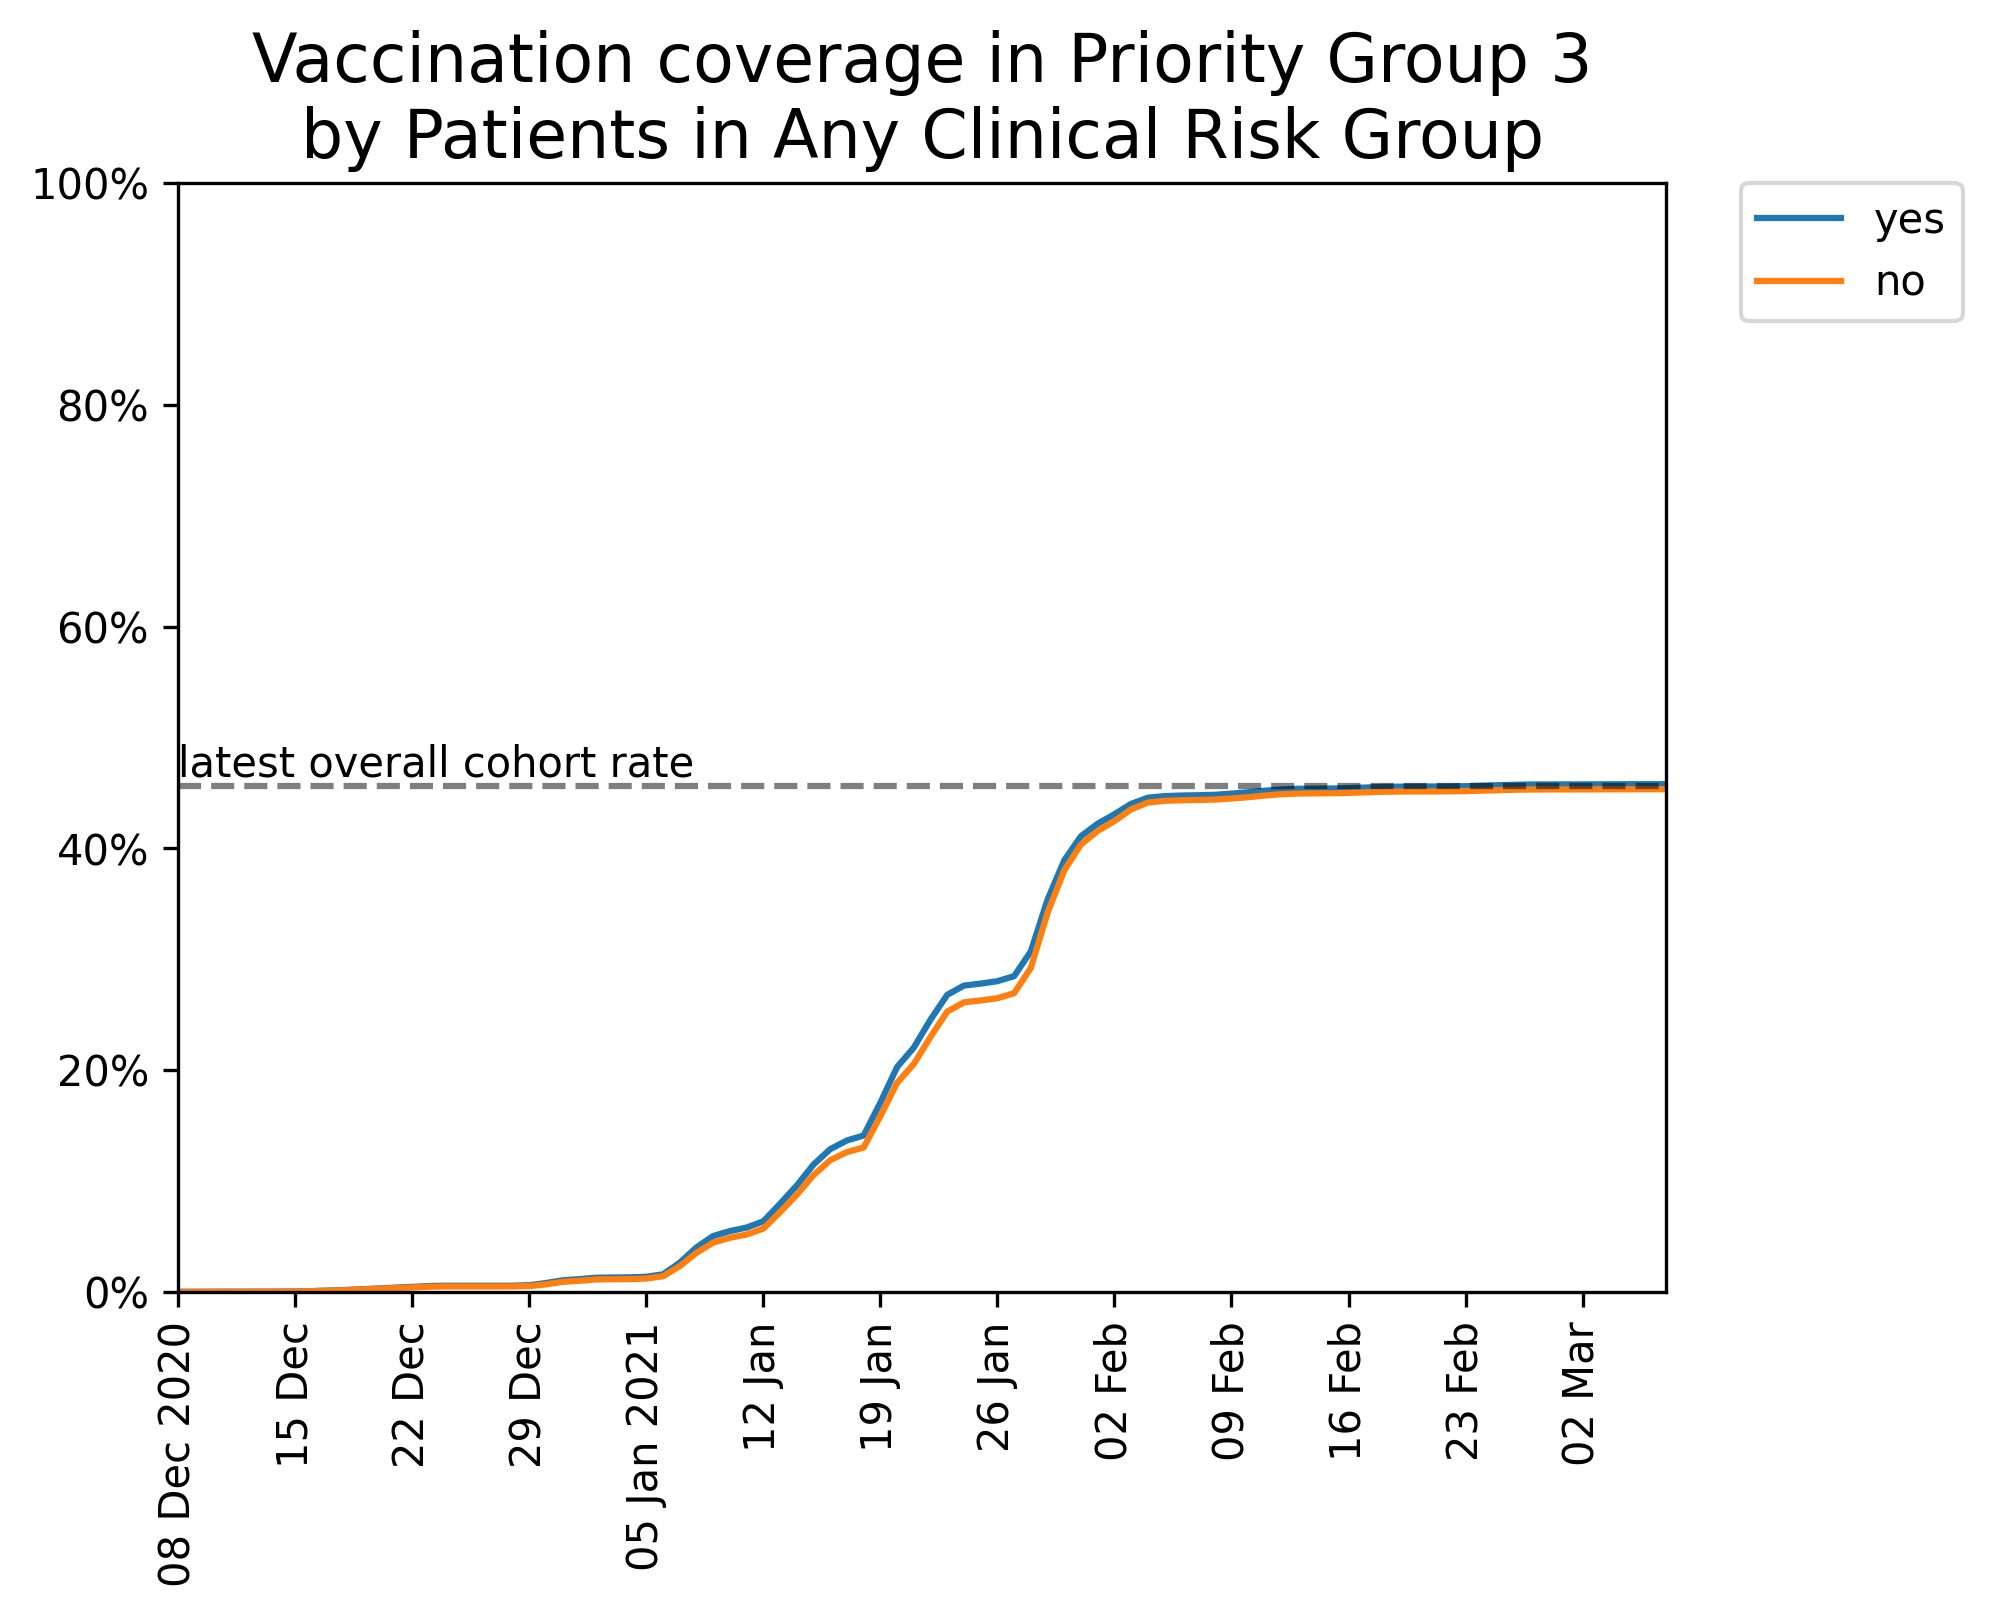 Vaccination coverage in Priority Group 3
by Patients in Any Clinical Risk Group
100%
80%
60%
40%
20%
0%
latest overall cohort rate
yes
no
08 Dec 2020
15 Dec
22 Dec
29 Dec
05 Jan 2021
12 Jan
19 Jan
26 Jan
02 Feb
09 Feb
16 Feb
23 Feb
02 Mar